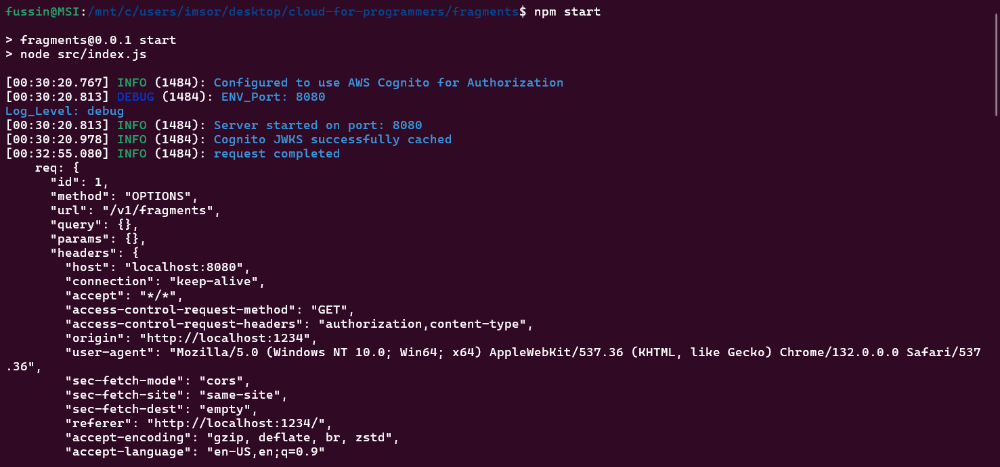 fussin@MSI:/mnt/c/users/imsor/desktop/cloud-for-programmers/fragments$ npm start
> fragments@0.0.1 start
> node src/index.js
[00:30:20.767] INFO (1484): Configured to use AWS Cognito for Authorization
[00:30:20.813] DEBUG (1484): ENV_Port: 8080
Log_Level: debug
[00:30:20.813] INFO (1484): Server started on port: 8080
[00:30:20.978] INFO (1484): Cognito JWKS successfully cached
[00:32:55.080] INFO (1484): request completed
    req: {
      "id": 1,
      "method": "OPTIONS",
      "url": "/v1/fragments",
      "query": {},
      "params": {},
      "headers": {
        "host": "localhost:8080",
        "connection": "keep-alive",
        "accept": "*/*",
        "access-control-request-method": "GET",
        "access-control-request-headers": "authorization,content-type",
        "origin": "http://localhost:1234",
        "user-agent": "Mozilla/5.0 (Windows NT 10.0; Win64; x64) AppleWebKit/537.36 (KHTML, like Gecko) Chrome/132.0.0.0 Safari/537
.36",
        "sec-fetch-mode": "cors",
        "sec-fetch-site": "same-site",
        "sec-fetch-dest": "empty",
        "referer": "http://localhost:1234/",
        "accept-encoding": "gzip, deflate, br, zstd",
        "accept-language": "en-US,en;q=0.9"